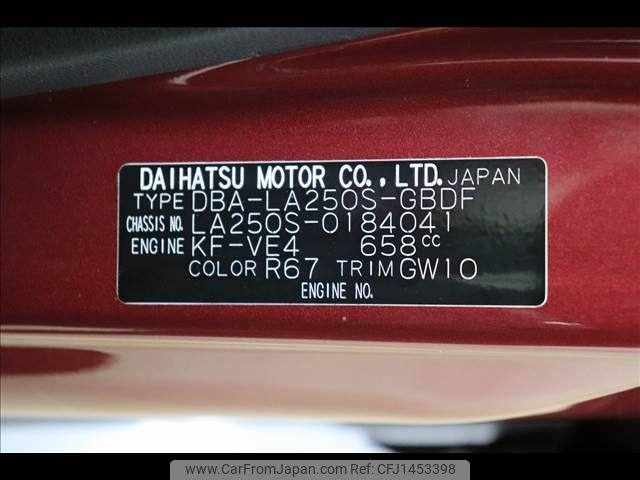 DAIHATSU MOTOR CO., LTD. JAPAN
TYPE DBA-LA250S-GBDF
CHASSIS NO. LA250S-0184041
ENGINE KF-VE4 658cc
COLOR R67 TRIM GW10
ENGINE NO.
www.CarFromJapan.com CFJ1453398